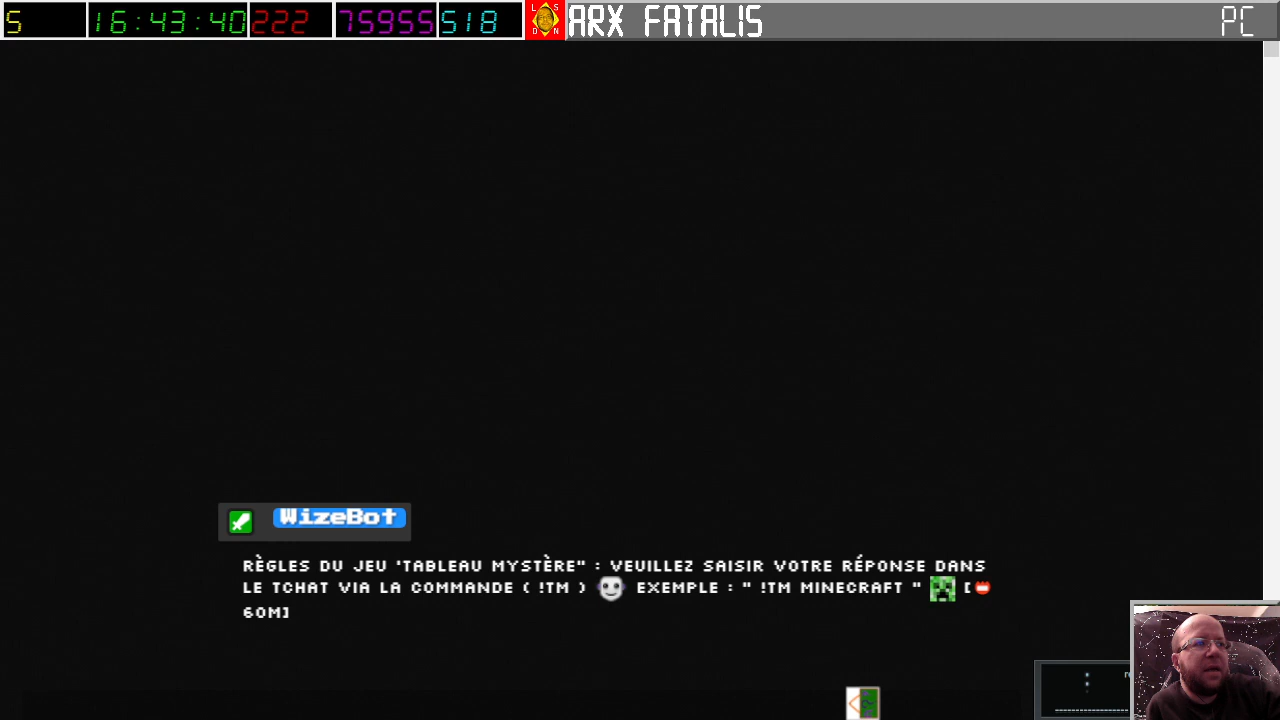 5 16:43:40 222 75955 518 L S D N ARX FATALIS PC
WizeBot
RÈGLES DU JEU "TABLEAU MYSTÈRE" : VEUILLEZ SAISIR VOTRE RÉPONSE DANS
LE TCHAT VIA LA COMMANDE ( !TM ) EXEMPLE : " !TM MINECRAFT " [
60M]